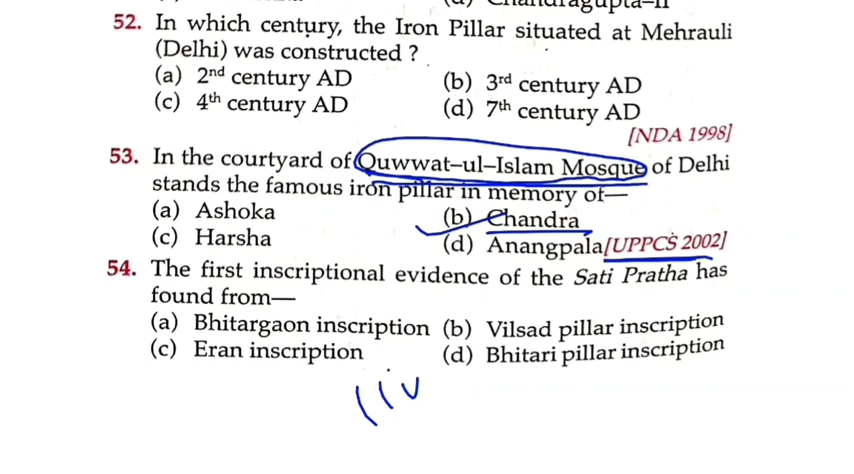 52. In which century, the Iron Pillar situated at Mehrauli
(Delhi) was constructed ?
(a) 2nd century AD (b) 3rd century AD
(c) 4th century AD (d) 7th century AD
[NDA 1998]
53. In the courtyard of Quwwat–ul–Islam Mosque of Delhi
stands the famous iron pillar in memory of—
(a) Ashoka (b) Chandra
(c) Harsha (d) Anangpala [UPPCS 2002]
54. The first inscriptional evidence of the Sati Pratha has
found from—
(a) Bhitargaon inscription (b) Vilsad pillar inscription
(c) Eran inscription (d) Bhitari pillar inscription